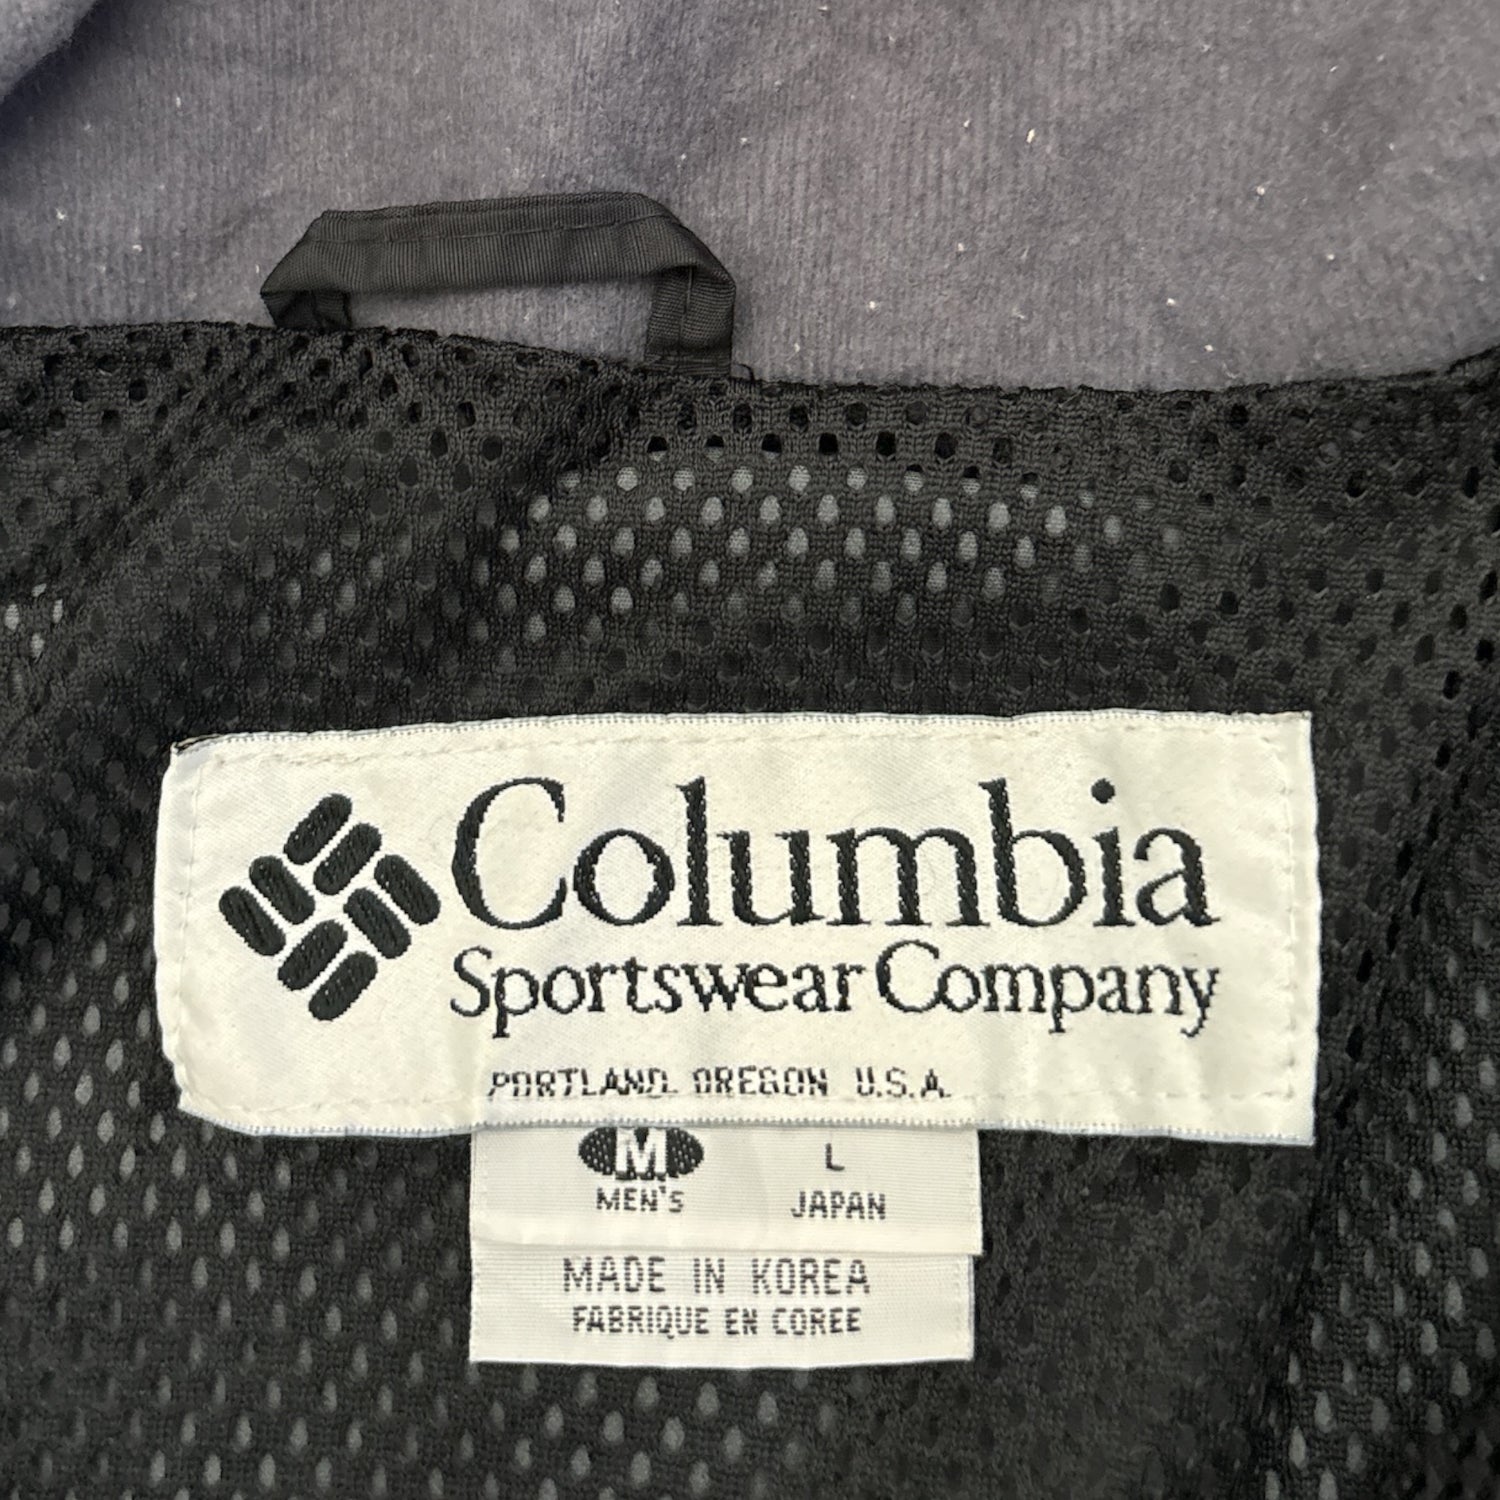 Columbia
Sportswear Company
PORTLAND, OREGON U.S.A.
M L
MEN'S JAPAN
MADE IN KOREA
FABRIQUE EN COREE